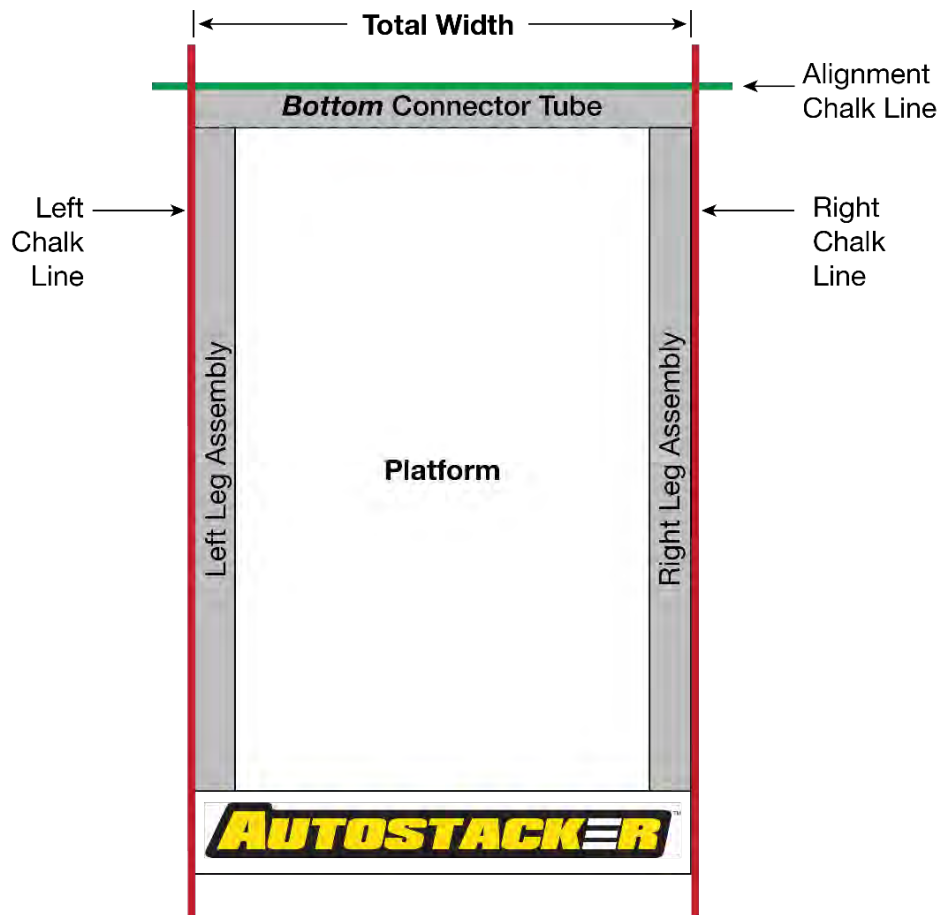 Total Width
Alignment
Chalk Line
Bottom Connector Tube
Left
Chalk
Line
Right
Chalk
Line
Left Leg Assembly
Right Leg Assembly
Platform
AUTOSTACKER™